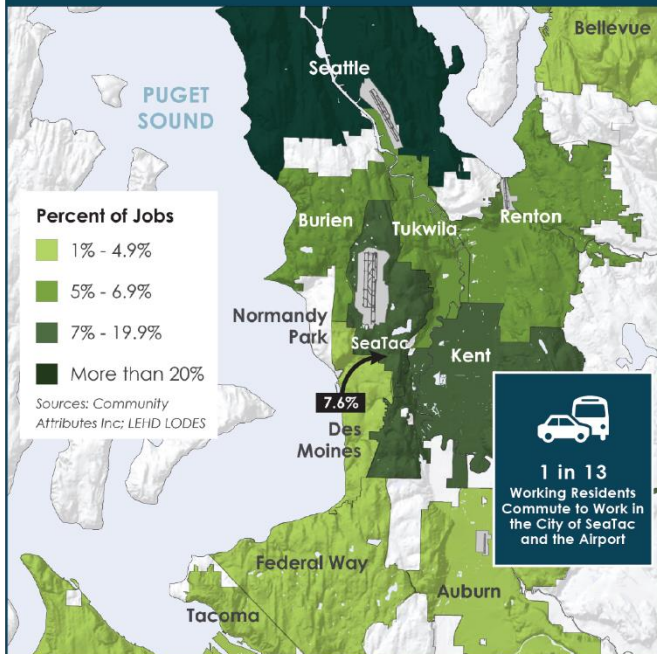 Bellevue
Seattle
PUGET
SOUND
Percent of Jobs
1% - 4.9%
5% - 6.9%
7% - 19.9%
More than 20%
Sources: Community
Attributes Inc; LEHD LODES
Burien
Tukwila
Renton
Normandy
Park
SeaTac
Kent
7.6%
Des
Moines
1 in 13
Working Residents
Commute to Work in
the City of SeaTac
and the Airport
Federal Way
Auburn
Tacoma